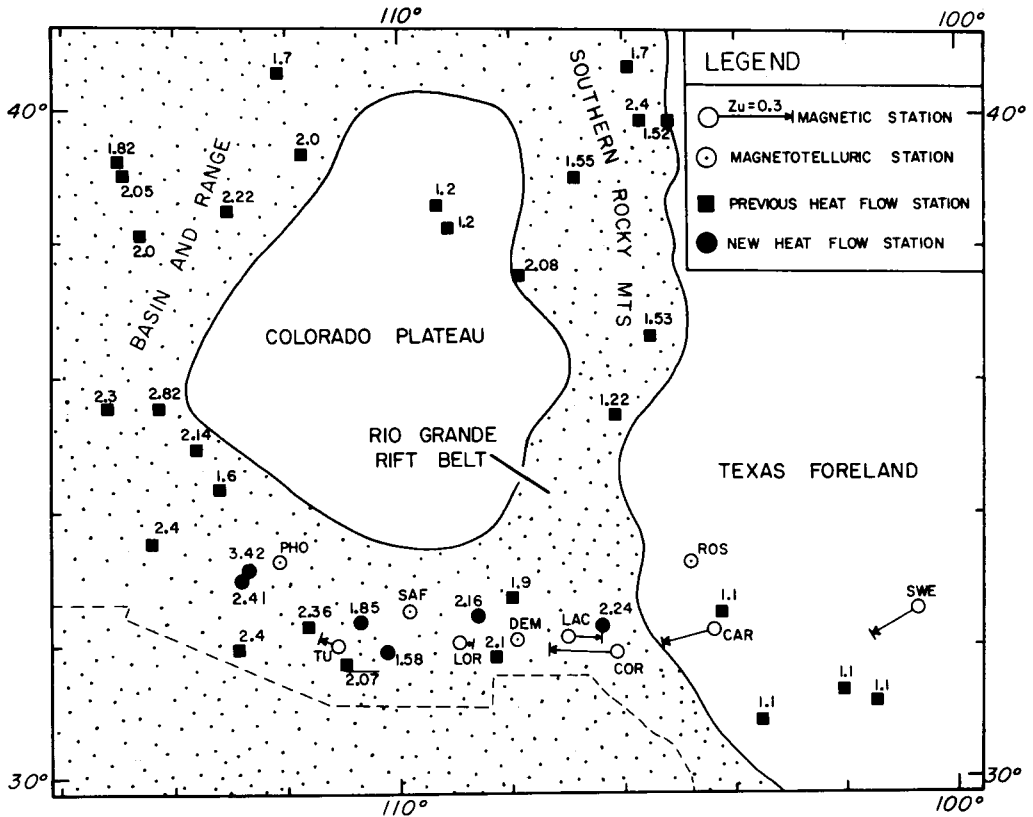 110°
100°
40°
40°
LEGEND
Zu=0.3
MAGNETIC STATION
MAGNETOTELLURIC STATION
PREVIOUS HEAT FLOW STATION
NEW HEAT FLOW STATION
1.7
1.7
2.4
1.52
SOUTHERN ROCKY MTS
2.0
1.82
2.05
BASIN AND RANGE
2.22
2.0
1.55
1.2
1.2
2.08
1.53
COLORADO PLATEAU
2.3
2.82
1.22
2.14
RIO GRANDE
RIFT BELT
TEXAS FORELAND
1.6
2.4
3.42
2.41
PHO
ROS
SAF
1.9
SWE
2.36
1.85
2.16
DEM
LAC
2.24
1.1
CAR
2.4
TU
2.07
1.58
LOR
2.1
COR
1.1
1.1
1.1
30°
30°
110°
100°